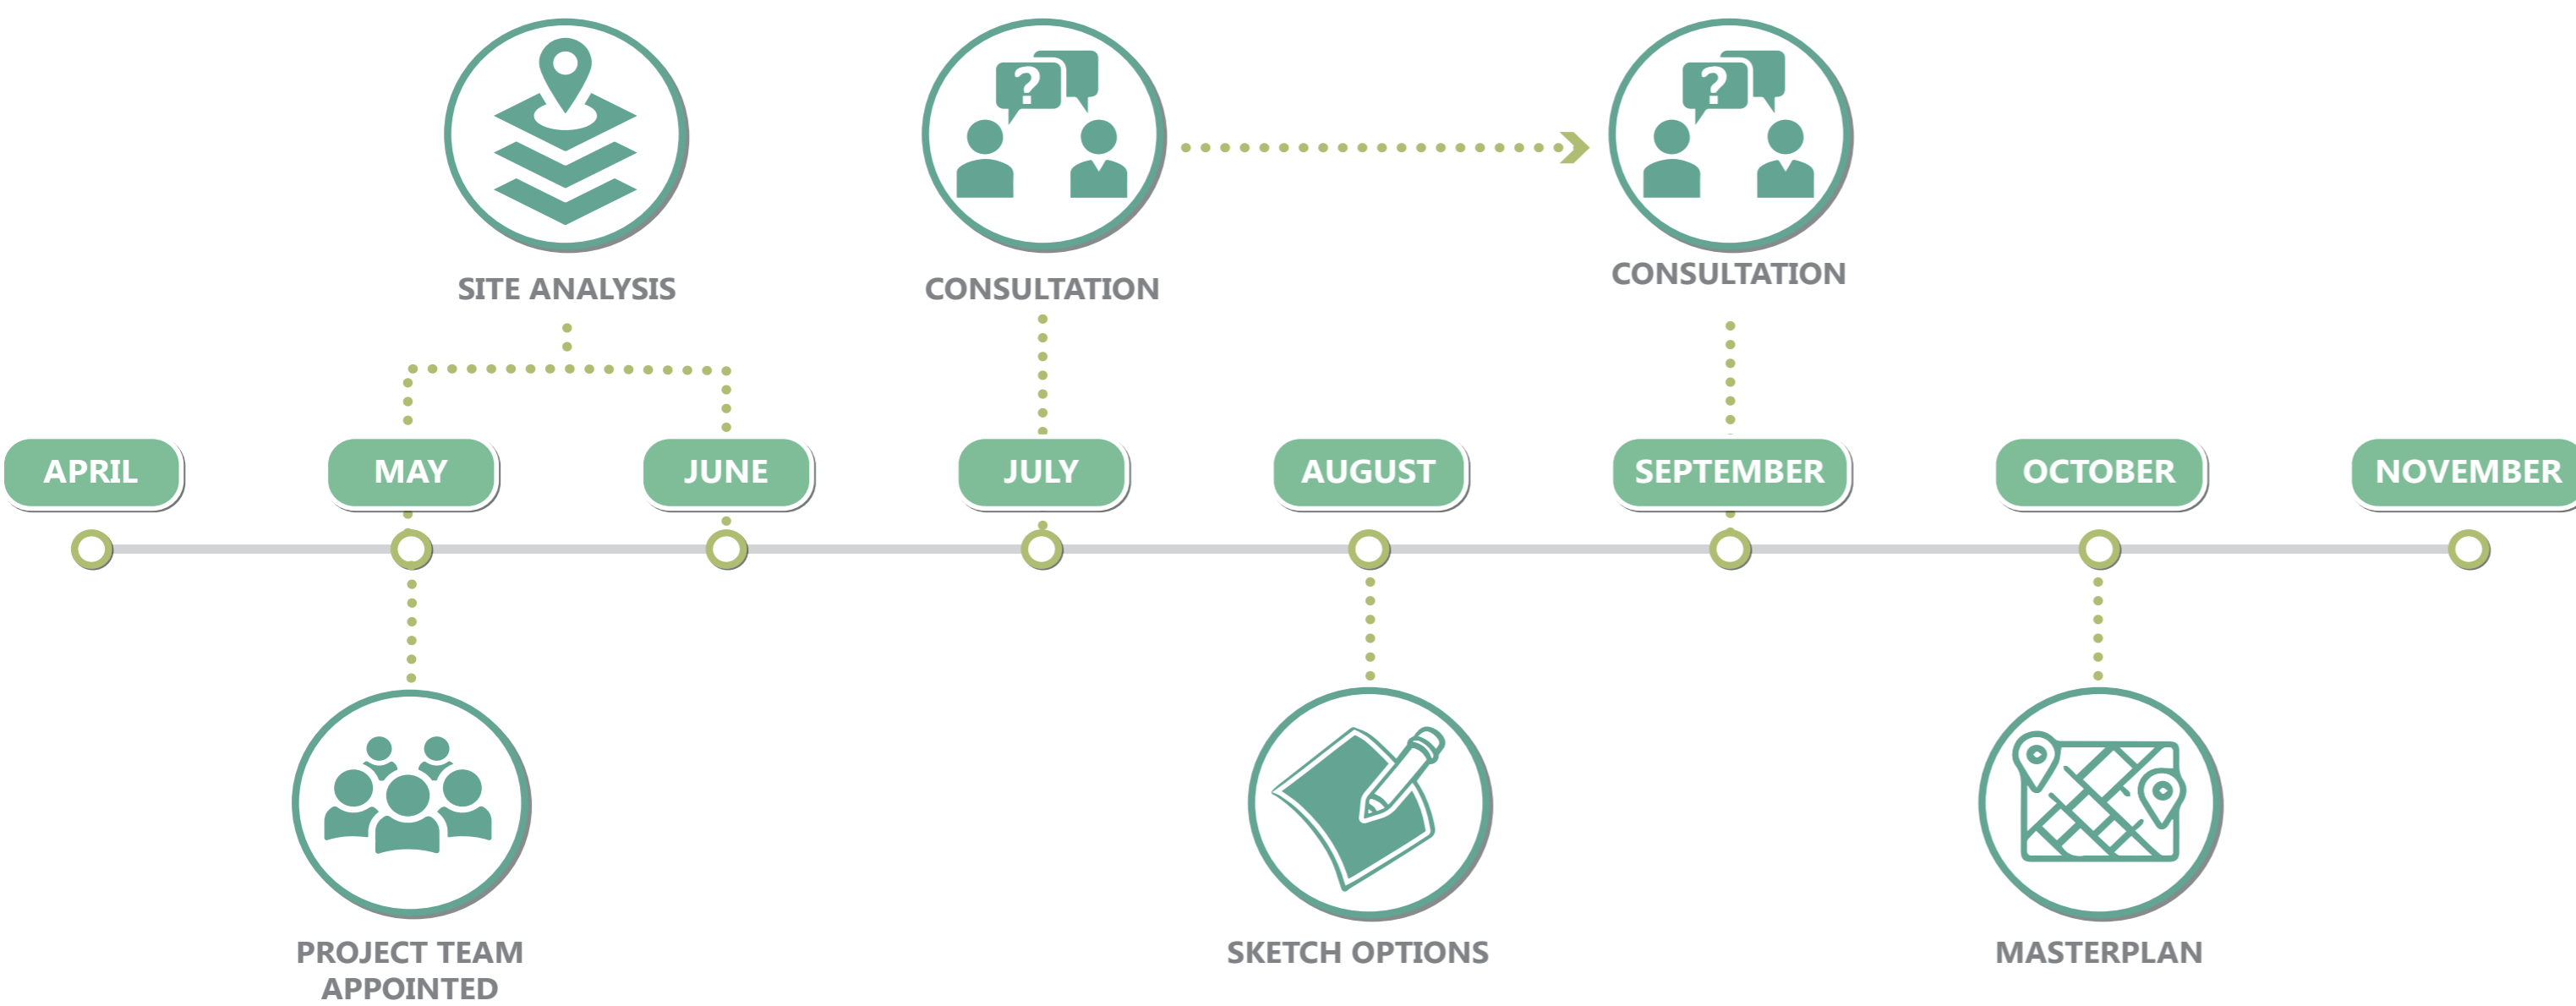 SITE ANALYSIS
CONSULTATION
CONSULTATION
APRIL
MAY
JUNE
JULY
AUGUST
SEPTEMBER
OCTOBER
NOVEMBER
PROJECT TEAM
APPOINTED
SKETCH OPTIONS
MASTERPLAN
?
?